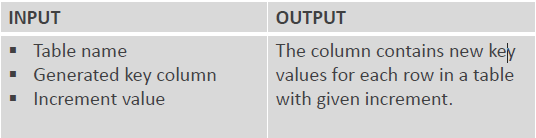 INPUT
OUTPUT
▪ Table name
▪ Generated key column
▪ Increment value
The column contains new key
values for each row in a table
with given increment.